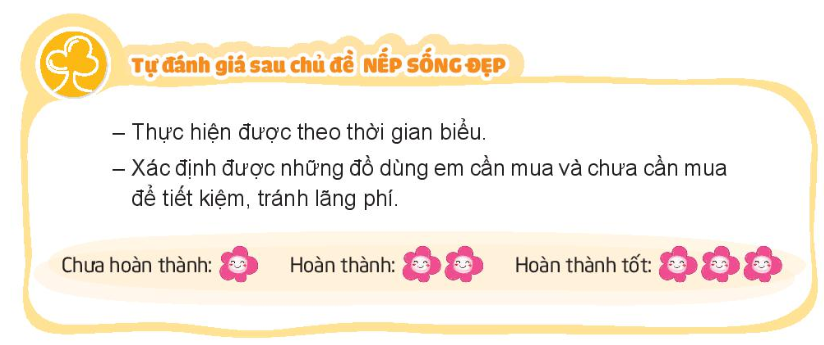 Tự đánh giá sau chủ đề NẾP SỐNG ĐẸP
– Thực hiện được theo thời gian biểu.
– Xác định được những đồ dùng em cần mua và chưa cần mua
để tiết kiệm, tránh lãng phí.
Chưa hoàn thành: Hoàn thành: Hoàn thành tốt: